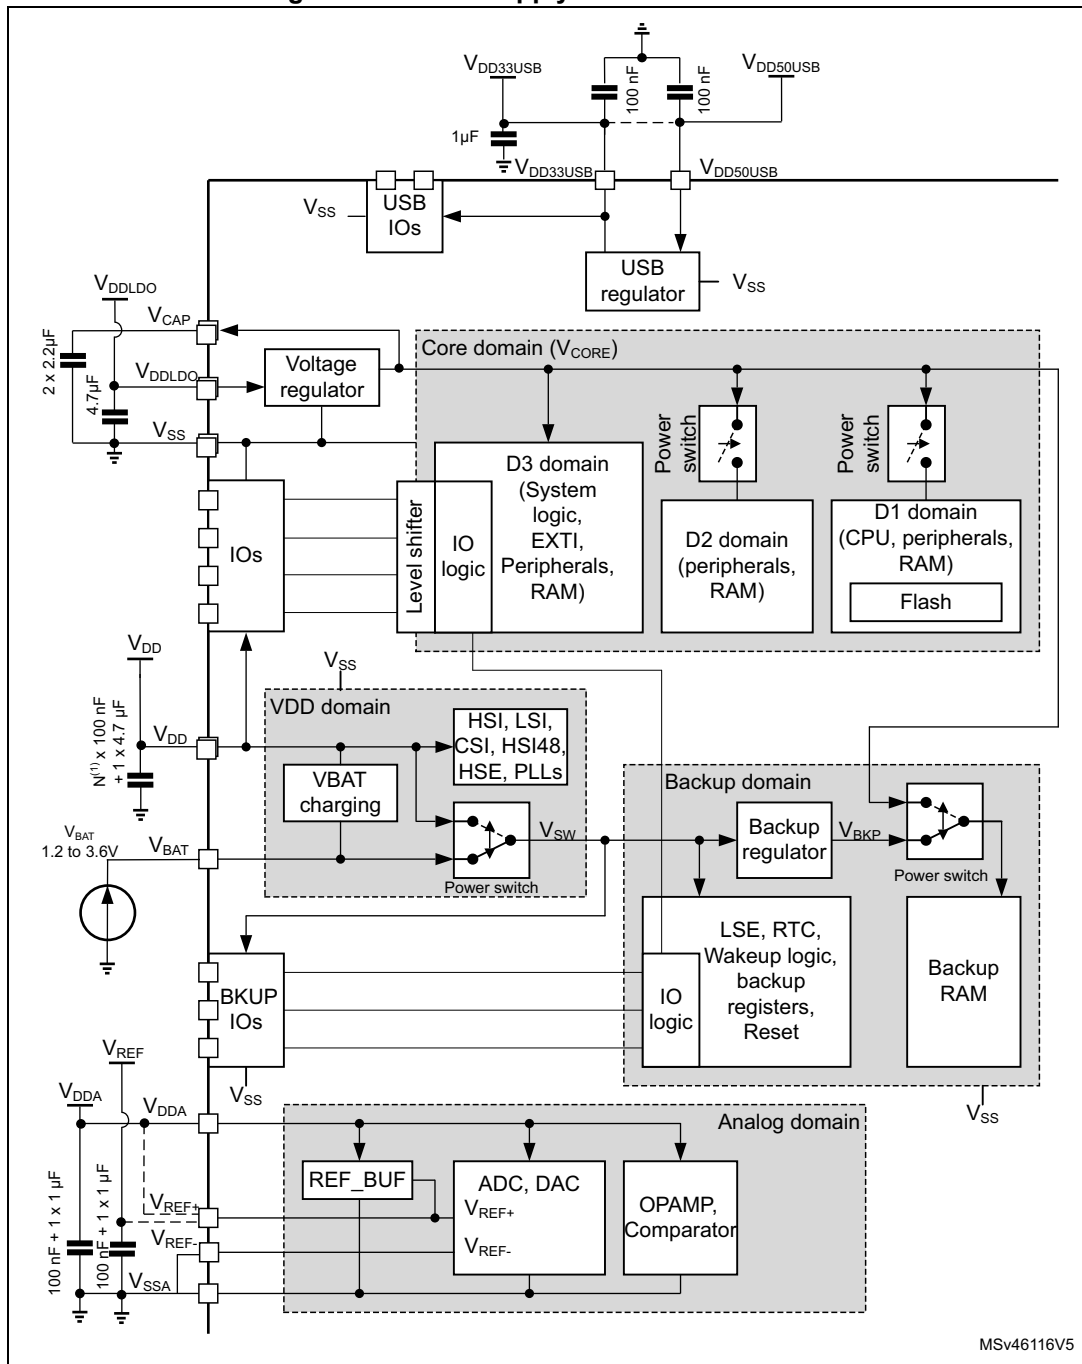 VDD33USB
100 nF
100 nF
VDD50USB
1µF
VDD33USB
VDD50USB
VSS
USB
IOs
USB
regulator
VSS
VDDLDO
VCAP
2 x 2.2µF
4.7µF
VDDLDO
VSS
Voltage
regulator
Core domain (VCORE)
Power
switch
Power
switch
D3 domain
(System
logic,
EXTI,
Peripherals,
RAM)
D2 domain
(peripherals,
RAM)
D1 domain
(CPU, peripherals,
RAM)
Flash
IOs
Level shifter
IO
logic
VDD
VSS
VDD domain
N(1) x 100 nF
+ 1 x 4.7 µF
VDD
HSI, LSI,
CSI, HSI48,
HSE, PLLs
VBAT
charging
VBAT
1.2 to 3.6V
VBAT
VSW
Power switch
Backup domain
Backup
regulator
VBKP
Power switch
LSE, RTC,
Wakeup logic,
backup
registers,
Reset
IO
logic
Backup
RAM
BKUP
IOs
VSS
VSS
VREF
VDDA
VDDA
100 nF + 1 x 1 µF
100 nF + 1 x 1 µF
VREF+
VREF-
VSSA
Analog domain
REF_BUF
ADC, DAC
VREF+
VREF-
OPAMP,
Comparator
MSv46116V5